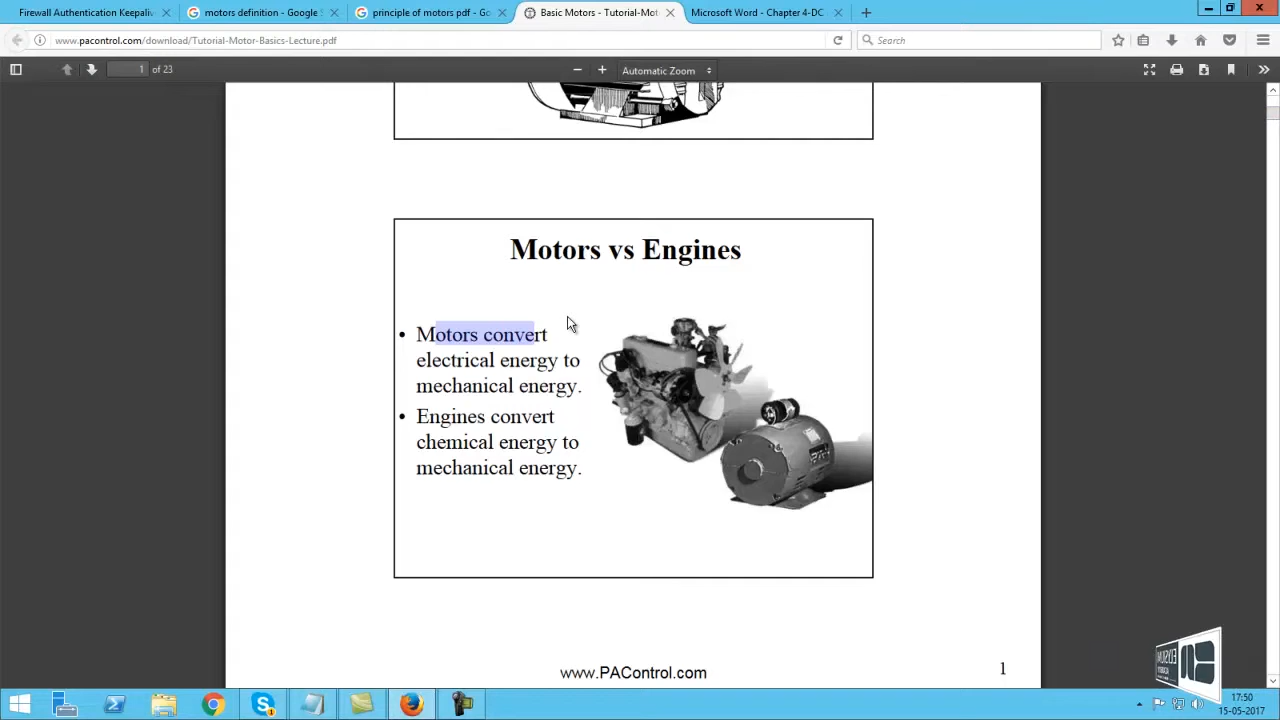 Firewall Authentication Keepaliv
motors definition - Google S
principle of motors pdf - Go
Basic Motors - Tutorial-Mot
Microsoft Word - Chapter 4-DC
www.pacontrol.com/download/Tutorial-Motor-Basics-Lecture.pdf
Search
1 of 23
Automatic Zoom
Motors vs Engines
• Motors convert
electrical energy to
mechanical energy.
• Engines convert
chemical energy to
mechanical energy.
www.PAControl.com
1
17:50
15-05-2017